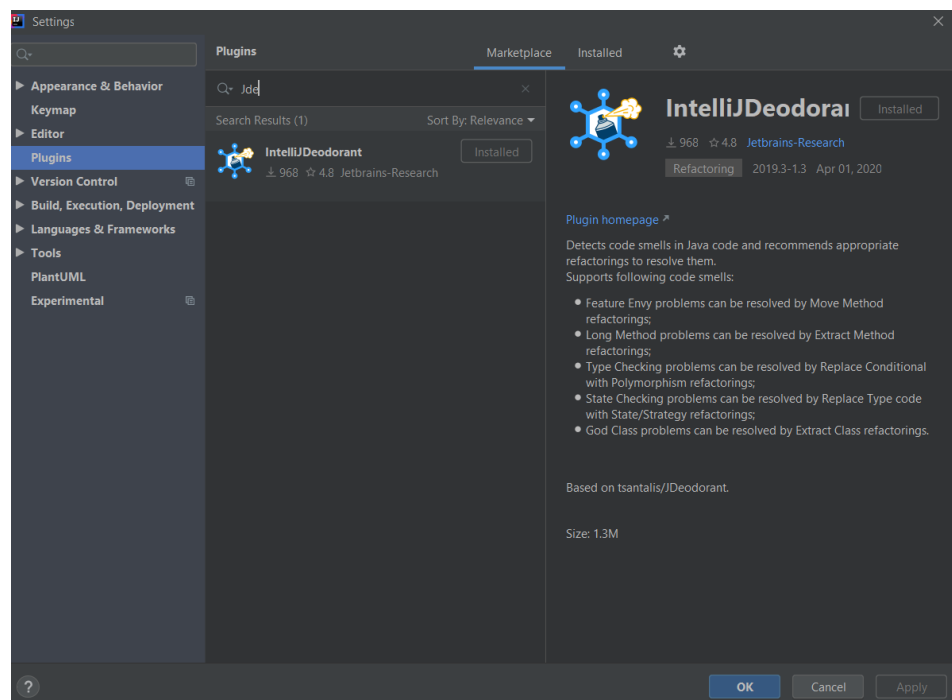 Settings
Appearance & Behavior
Keymap
Editor
Plugins
Version Control
Build, Execution, Deployment
Languages & Frameworks
Tools
PlantUML
Experimental
Plugins
Marketplace
Installed
Jde
Search Results (1)
Sort By: Relevance
IntelliJDeodorant
Installed
968 4.8 Jetbrains-Research
IntelliJDeodorar
Installed
968 4.8 Jetbrains-Research
Refactoring 2019.3-1.3 Apr 01, 2020
Plugin homepage
Detects code smells in Java code and recommends appropriate
refactorings to resolve them.
Supports following code smells:
Feature Envy problems can be resolved by Move Method
refactorings;
Long Method problems can be resolved by Extract Method
refactorings;
Type Checking problems can be resolved by Replace Conditional
with Polymorphism refactorings;
State Checking problems can be resolved by Replace Type code
with State/Strategy refactorings;
God Class problems can be resolved by Extract Class refactorings.
Based on tsantalis/JDeodorant.
Size: 1.3M
?
OK
Cancel
Apply